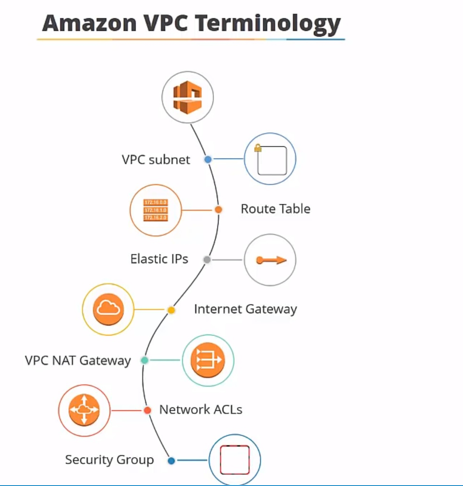 Amazon VPC Terminology
VPC subnet
Route Table
Elastic IPs
Internet Gateway
VPC NAT Gateway
Network ACLs
Security Group